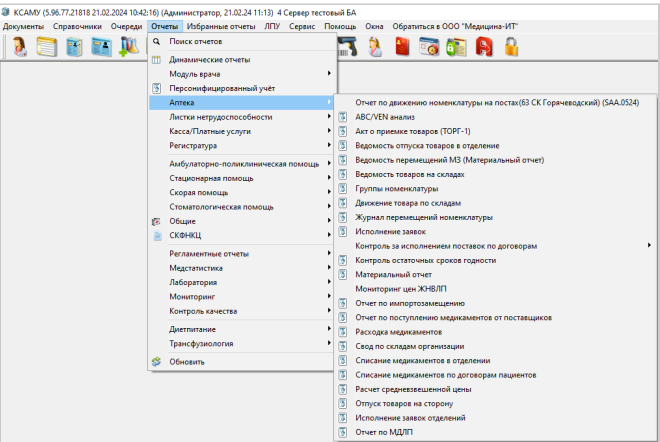 КСАМУ (5.96.77.21818 21.02.2024 10:42:16) (Администратор, 21.02.24 11:13) 4 Сервер тестовый БА
Документы Справочники Очереди Отчеты Избранные отчеты ЛПУ Сервис Помощь Окна Обратиться в ООО "Медицина-ИТ"
Поиск отчетов
Динамические отчеты
Модуль врача
Персонифицированный учёт
Аптека
Листки нетрудоспособности
Касса/Платные услуги
Регистратура
Амбулаторно-поликлиническая помощь
Стационарная помощь
Скорая помощь
Стоматологическая помощь
Общие
СКФНКЦ
Регламентные отчеты
Медстатистика
Лаборатория
Мониторинг
Контроль качества
Диетпитание
Трансфузиология
Обновить
Отчет по движению номенклатуры на постах(63 СК Горячеводский) (SAA.0524)
ABC/VEN анализ
Акт о приемке товаров (ТОРГ-1)
Ведомость отпуска товаров в отделение
Ведомость перемещений МЗ (Материальный отчет)
Ведомость товаров на складах
Группы номенклатуры
Движение товара по складам
Журнал перемещений номенклатуры
Исполнение заявок
Контроль за исполнением поставок по договорам
Контроль остаточных сроков годности
Материальный отчет
Мониторинг цен ЖНВЛП
Отчет по импортозамещению
Отчет по поступлению медикаментов от поставщиков
Расходка медикаментов
Свод по складам организации
Списание медикаментов в отделении
Списание медикаментов по договорам пациентов
Расчет средневзвешенной цены
Отпуск товаров на сторону
Исполнение заявок отделений
Отчет по МДЛП